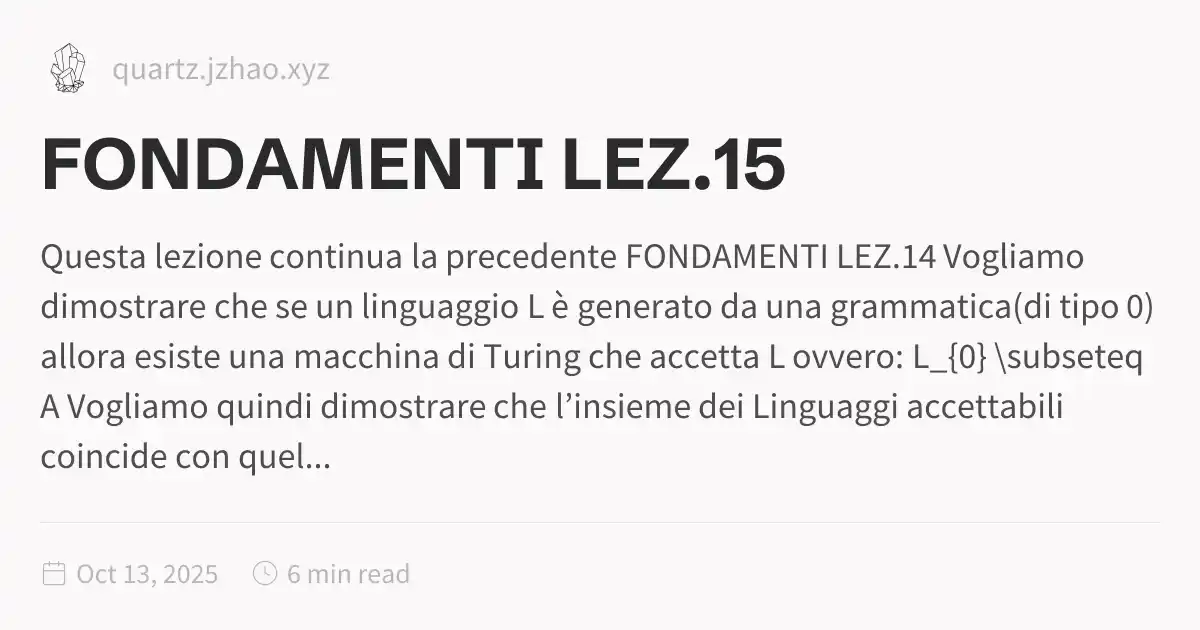 quartz.jzhao.xyz
FONDAMENTI LEZ.15
Questa lezione continua la precedente FONDAMENTI LEZ.14 Vogliamo
dimostrare che se un linguaggio L è generato da una grammatica(di tipo 0)
allora esiste una macchina di Turing che accetta L ovvero: L_{0} \subseteq
A Vogliamo quindi dimostrare che l’insieme dei Linguaggi accettabili
coincide con quel...
Oct 13, 2025 6 min read